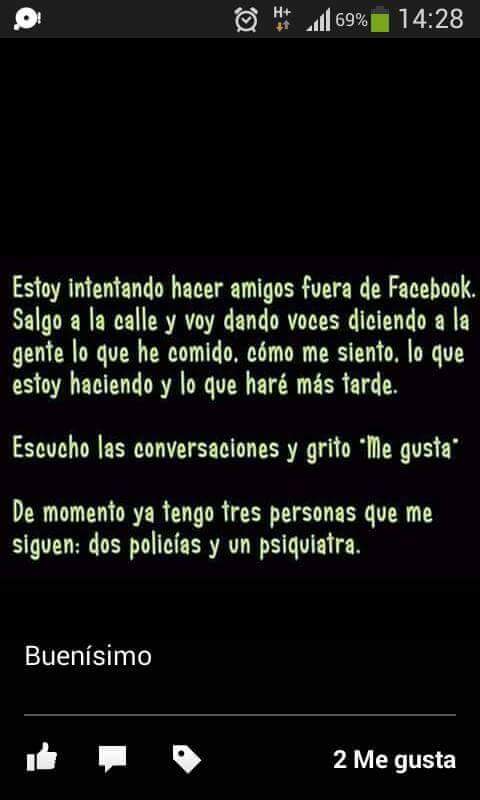 H+ 69% 14:28
Estoy intentando hacer amigos fuera de Facebook.
Salgo a la calle y voy dando voces diciendo a la
gente lo que he comido, cómo me siento, lo que
estoy haciendo y lo que haré más tarde.
Escucho las conversaciones y grito "Me gusta"
De momento ya tengo tres personas que me
siguen: dos policías y un psiquiatra.
Buenísimo
2 Me gusta